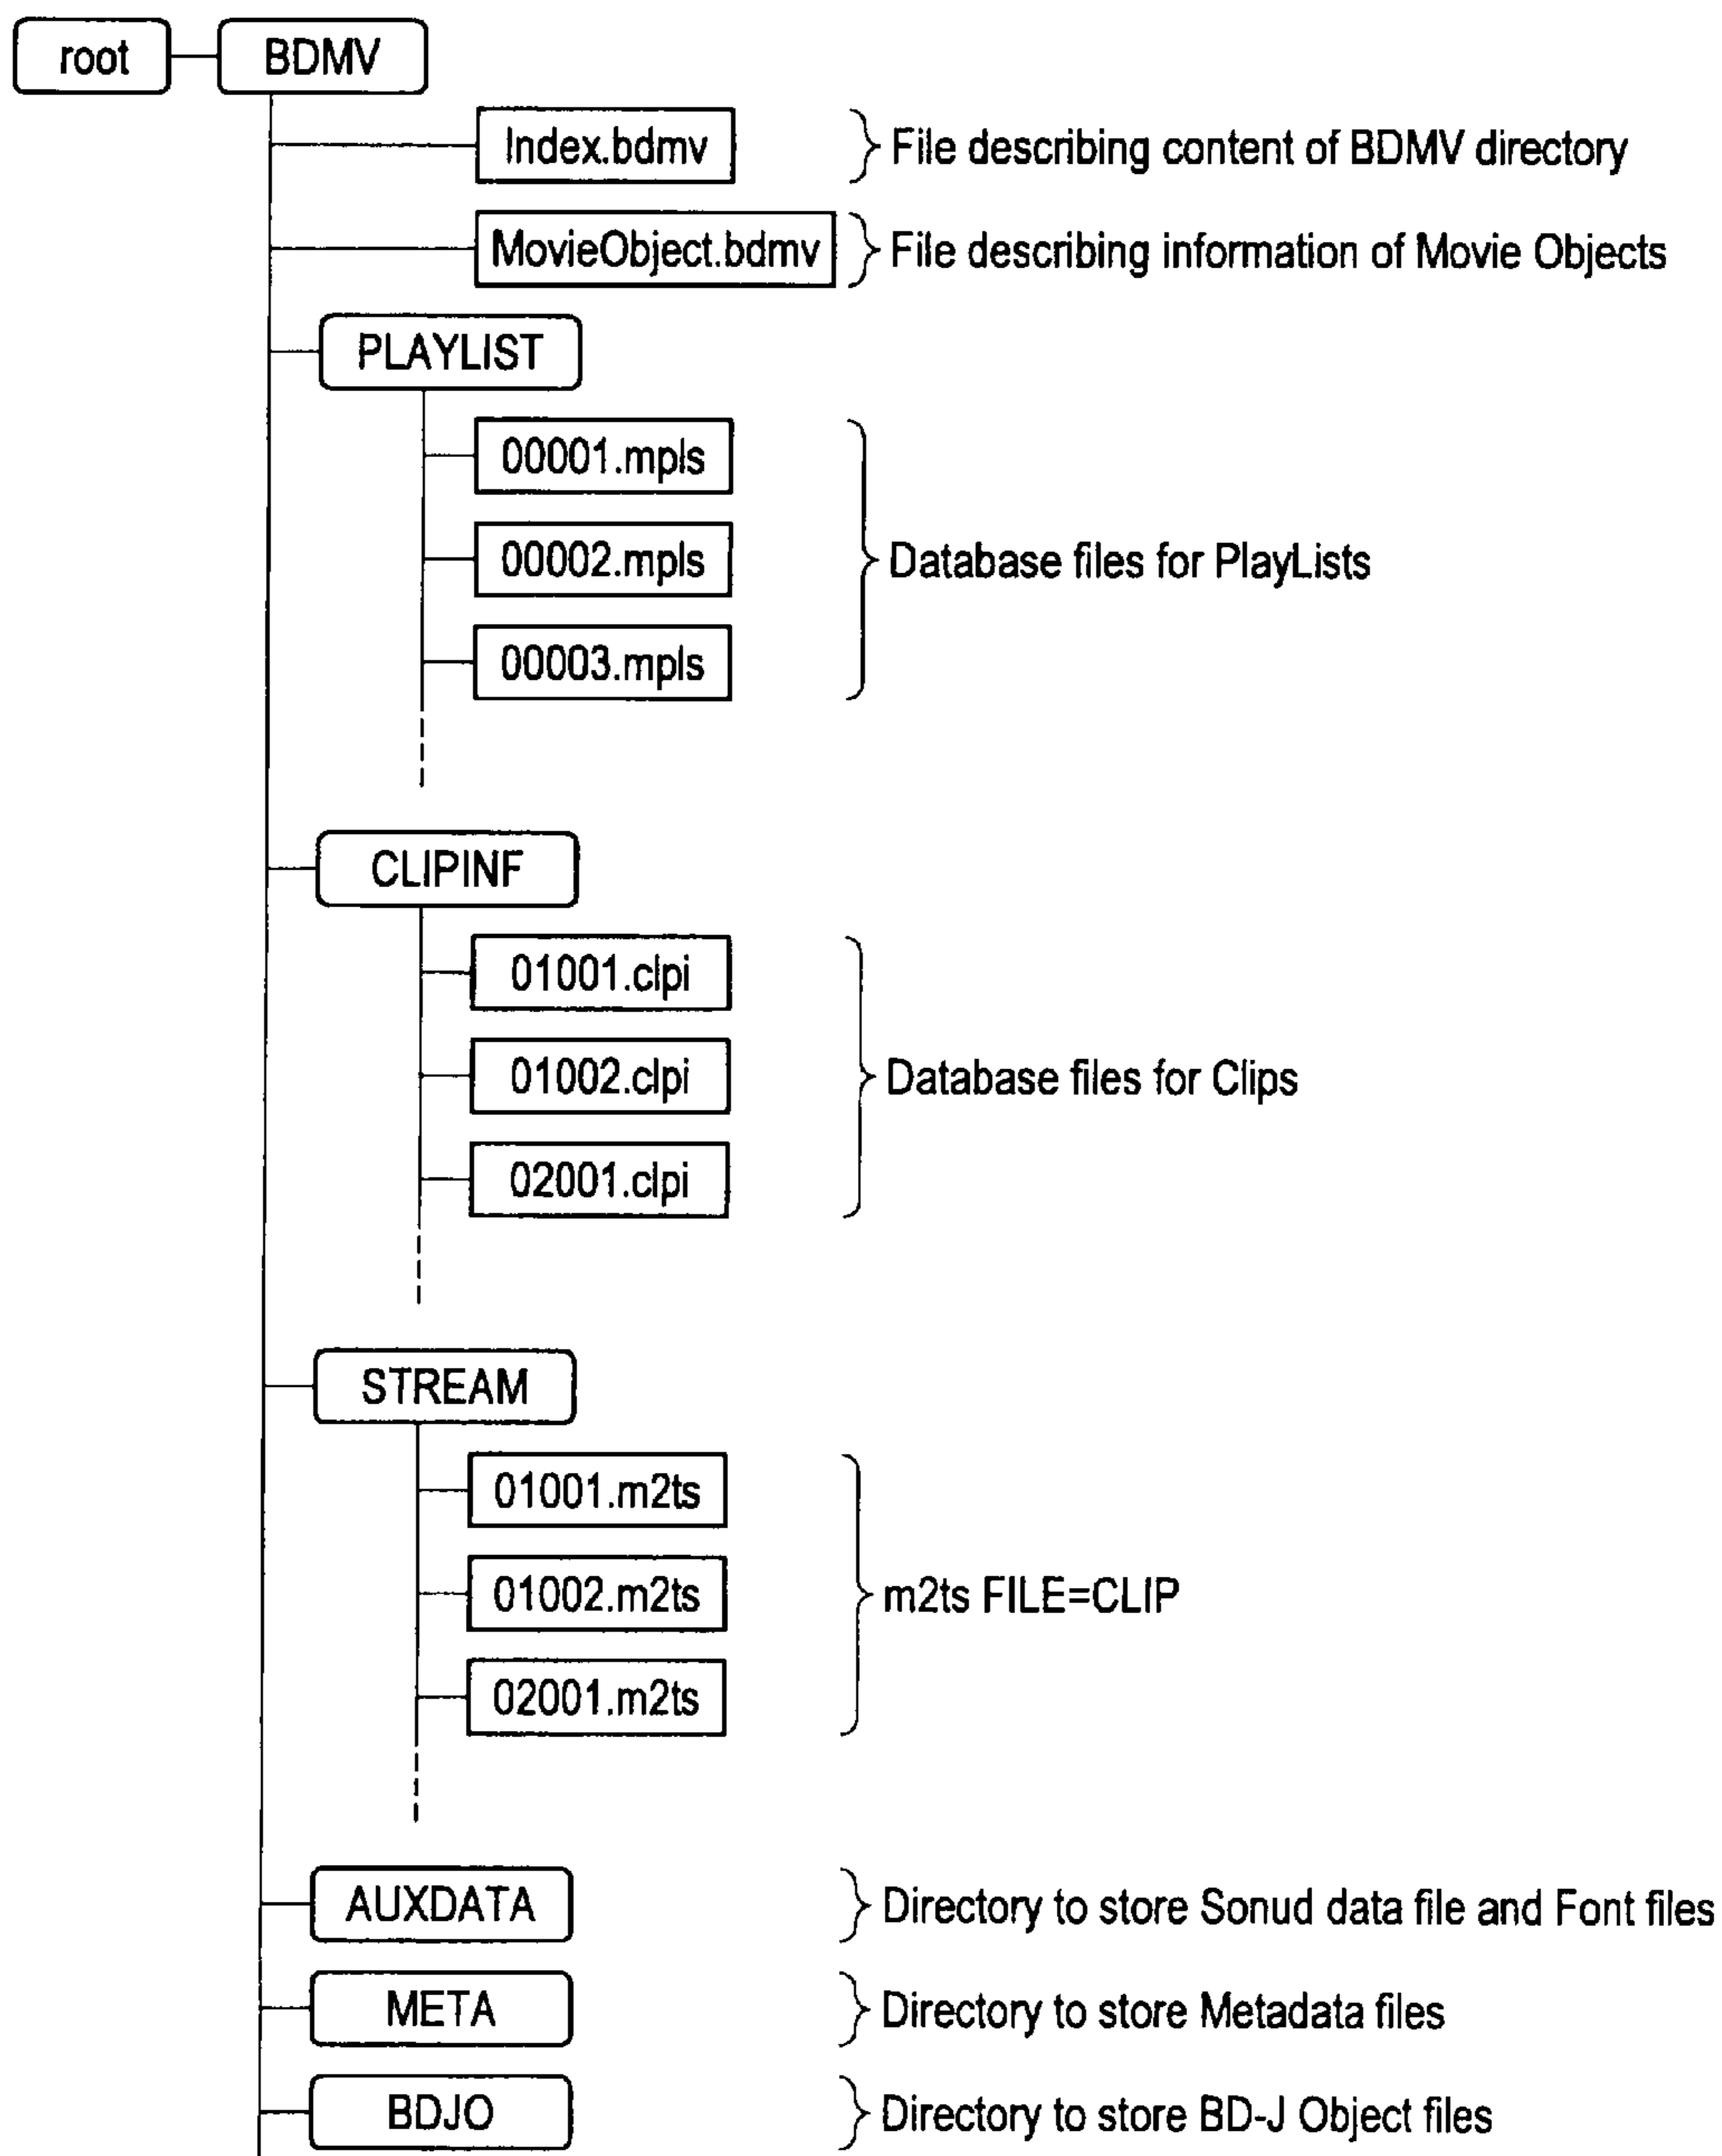 root BDMV
Index.bdmv File describing content of BDMV directory
MovieObject.bdmv File describing information of Movie Objects
PLAYLIST
00001.mpls
00002.mpls
Database files for PlayLists
00003.mpls
CLIPINF
01001.clpi
01002.clpi
Database files for Clips
02001.clpi
STREAM
01001.m2ts
01002.m2ts
m2ts FILE=CLIP
02001.m2ts
AUXDATA Directory to store Sonud data file and Font files
META Directory to store Metadata files
BDJO Directory to store BD-J Object files